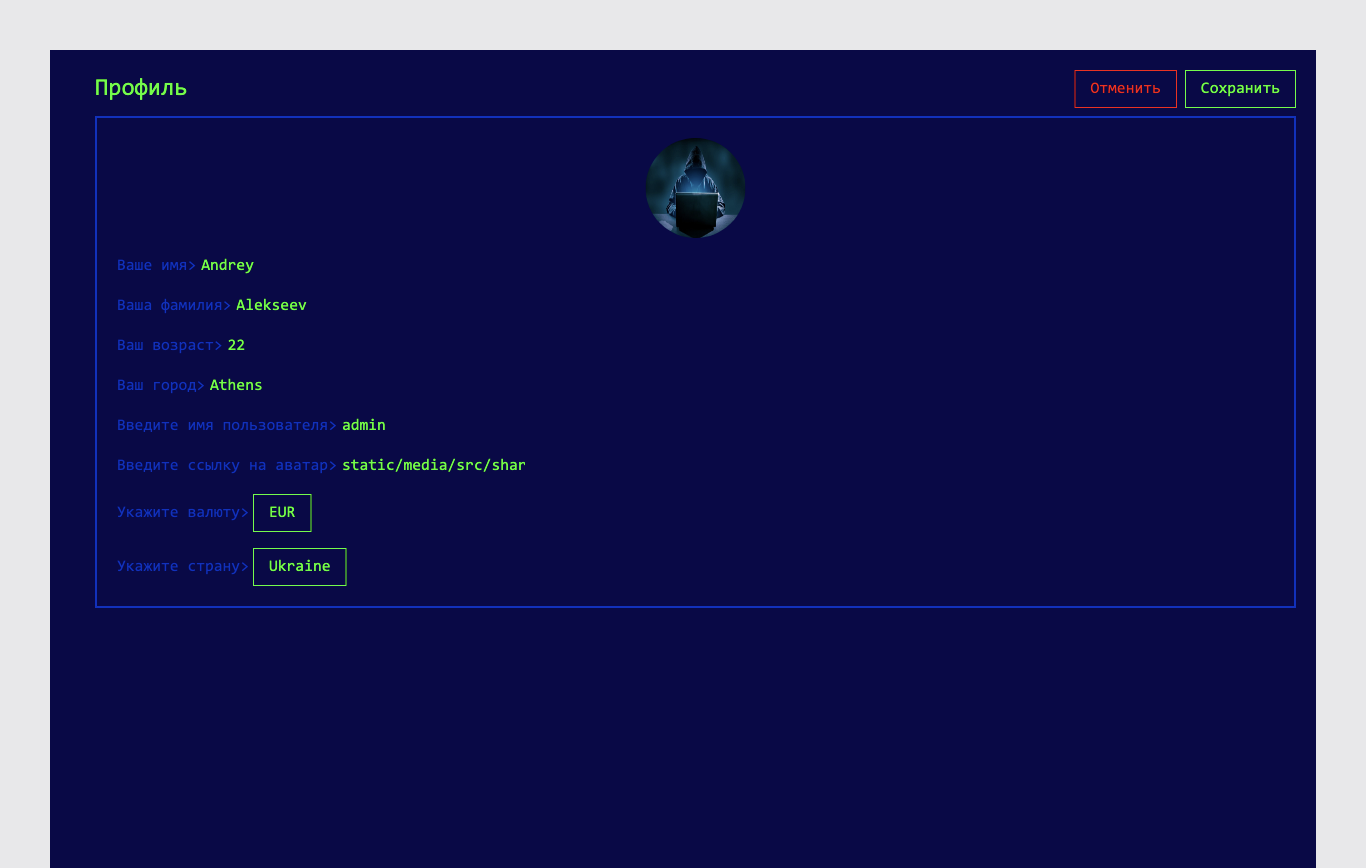 Профиль
Отменить
Сохранить
Ваше имя> Andrey
Ваша фамилия> Alekseev
Ваш возраст> 22
Ваш город> Athens
Введите имя пользователя> admin
Введите ссылку на аватар> static/media/src/shar
Укажите валюту> EUR
Укажите страну> Ukraine